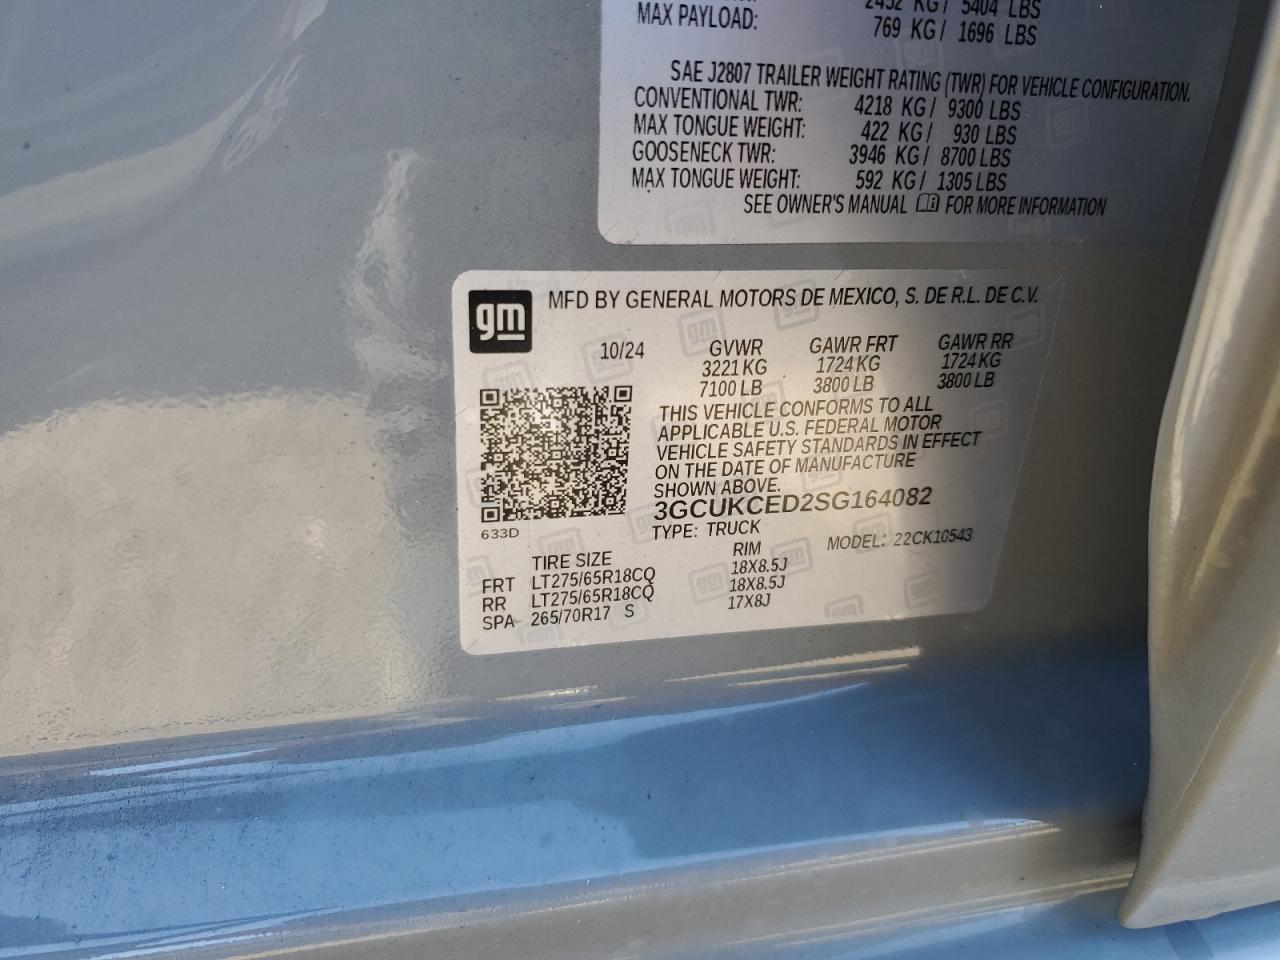 2452 KG/ 5404 LBS
MAX PAYLOAD: 769 KG/ 1696 LBS
SAE J2807 TRAILER WEIGHT RATING (TWR) FOR VEHICLE CONFIGURATION.
CONVENTIONAL TWR: 4218 KG/ 9300 LBS
MAX TONGUE WEIGHT: 422 KG/ 930 LBS
GOOSENECK TWR: 3946 KG/ 8700 LBS
MAX TONGUE WEIGHT: 592 KG/ 1305 LBS
SEE OWNER'S MANUAL FOR MORE INFORMATION
gm MFD BY GENERAL MOTORS DE MEXICO, S. DE R.L. DE C.V.
10/24 GVWR GAWR FRT GAWR RR
3221 KG 1724 KG 1724 KG
7100 LB 3800 LB 3800 LB
THIS VEHICLE CONFORMS TO ALL
APPLICABLE U.S. FEDERAL MOTOR
VEHICLE SAFETY STANDARDS IN EFFECT
ON THE DATE OF MANUFACTURE
SHOWN ABOVE.
3GCUKCED2SG164082
633D TYPE: TRUCK MODEL: 22CK10543
TIRE SIZE RIM
FRT LT275/65R18CQ 18X8.5J
RR LT275/65R18CQ 18X8.5J
SPA 265/70R17 S 17X8J